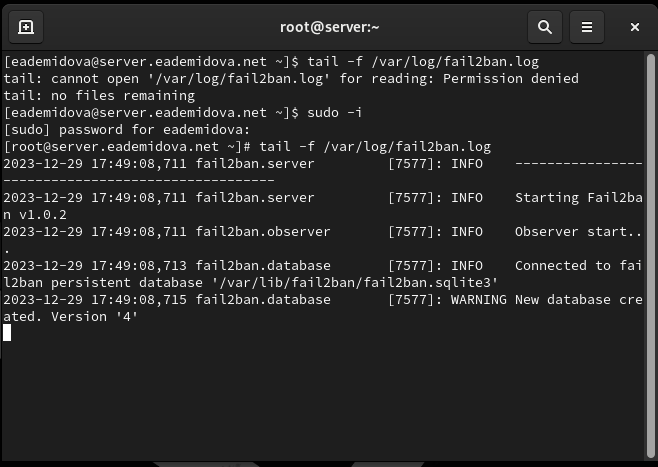 root@server:~
[eademidova@server.eademidova.net ~]$ tail -f /var/log/fail2ban.log
tail: cannot open '/var/log/fail2ban.log' for reading: Permission denied
tail: no files remaining
[eademidova@server.eademidova.net ~]$ sudo -i
[sudo] password for eademidova:
[root@server.eademidova.net ~]# tail -f /var/log/fail2ban.log
2023-12-29 17:49:08,711 fail2ban.server         [7577]: INFO    ----------------
----------------------------------
2023-12-29 17:49:08,711 fail2ban.server         [7577]: INFO    Starting Fail2ba
n v1.0.2
2023-12-29 17:49:08,711 fail2ban.observer       [7577]: INFO    Observer start..
.
2023-12-29 17:49:08,713 fail2ban.database       [7577]: INFO    Connected to fai
l2ban persistent database '/var/lib/fail2ban/fail2ban.sqlite3'
2023-12-29 17:49:08,715 fail2ban.database       [7577]: WARNING New database cre
ated. Version '4'